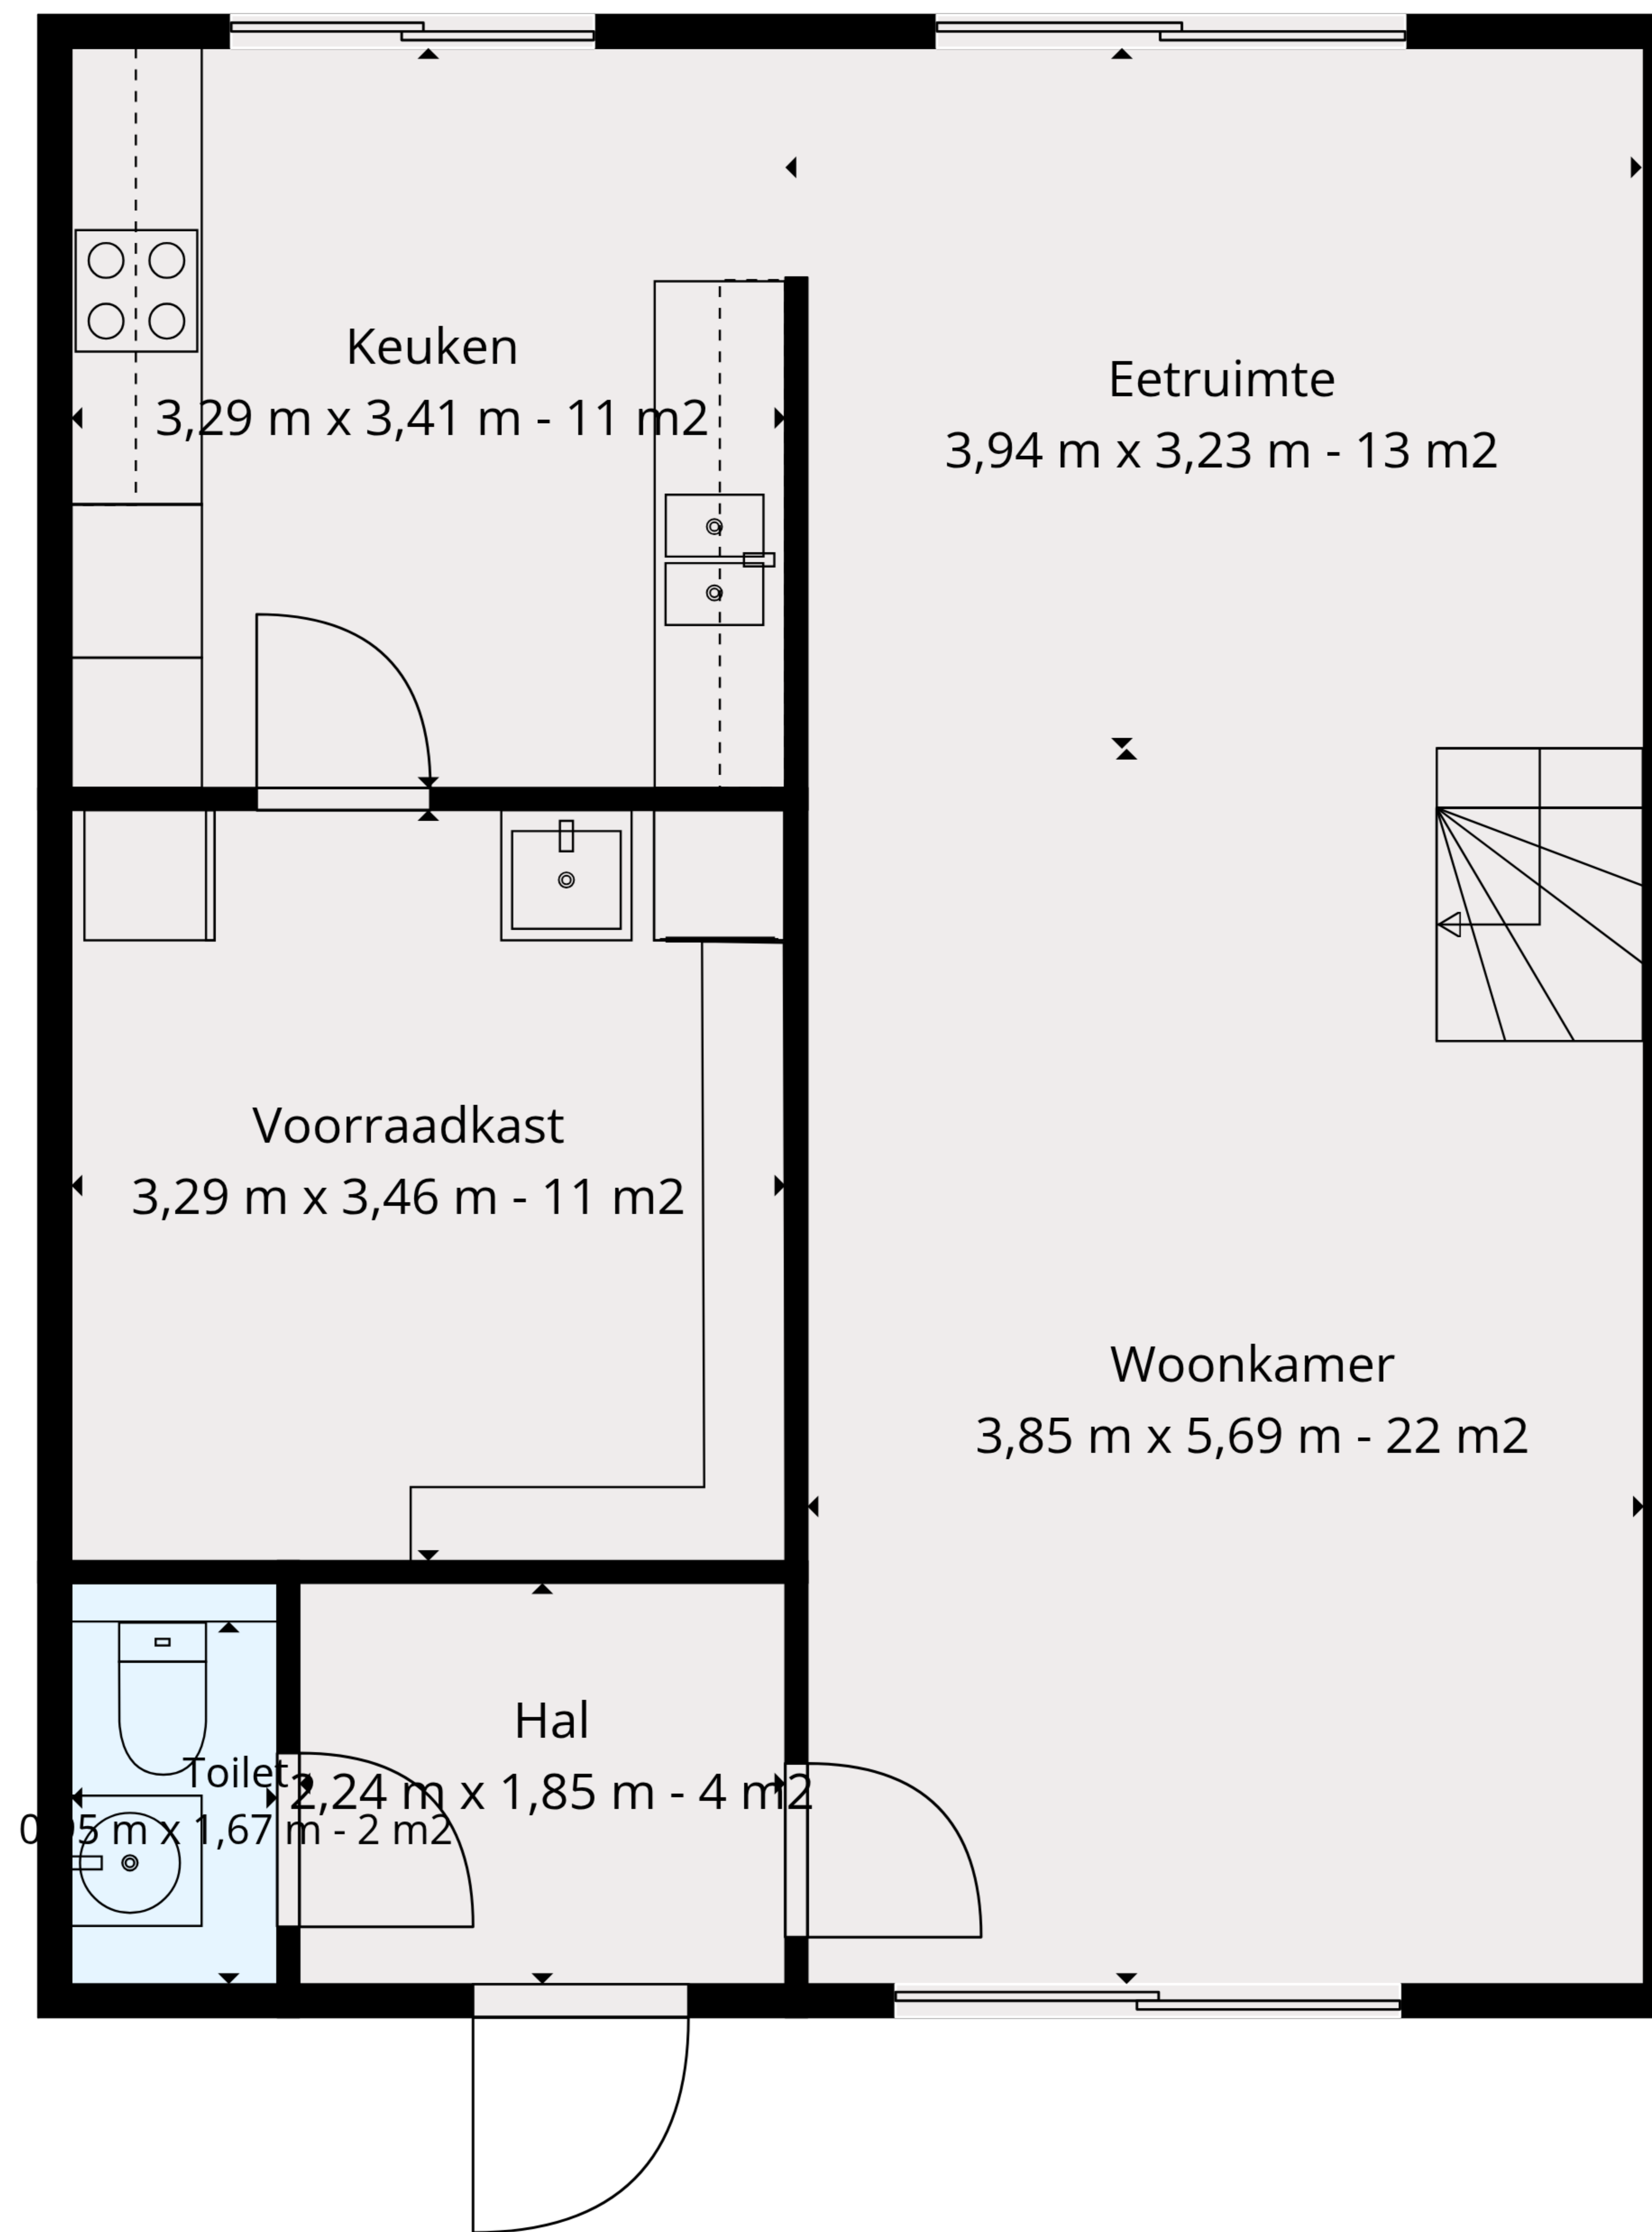 Keuken
3,29 m x 3,41 m - 11 m2
Eetruimte
3,94 m x 3,23 m - 13 m2
Voorraadkast
3,29 m x 3,46 m - 11 m2
Woonkamer
3,85 m x 5,69 m - 22 m2
Hal
2,24 m x 1,85 m - 4 m2
Toilet
m x 1,67 m - 2 m2